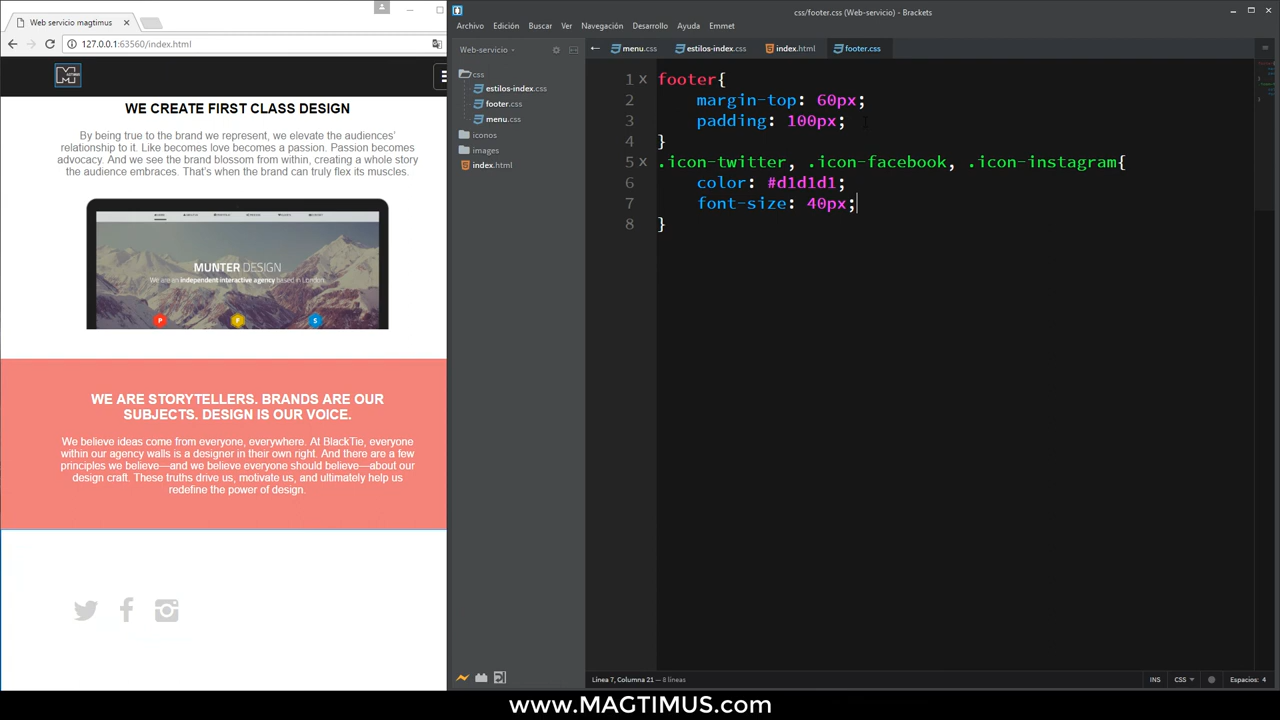 Web servicio magtimus
127.0.0.1:63560/index.html
WE CREATE FIRST CLASS DESIGN
By being true to the brand we represent, we elevate the audiences'
relationship to it. Like becomes love becomes a passion. Passion becomes
advocacy. And we see the brand blossom from within, creating a whole story
the audience embraces. That's when the brand can truly flex its muscles.
MUNTER DESIGN
We are an independent interactive agency based in London.
P
F
S
WE ARE STORYTELLERS. BRANDS ARE OUR
SUBJECTS. DESIGN IS OUR VOICE.
We believe ideas come from everyone, everywhere. At BlackTie, everyone
within our agency walls is a designer in their own right. And there are a few
principles we believe—and we believe everyone should believe—about our
design craft. These truths drive us, motivate us, and ultimately help us
redefine the power of design.
css/footer.css (Web-servicio) - Brackets
Archivo Edición Buscar Ver Navegación Desarrollo Ayuda Emmet
Web-servicio
css
estilos-index.css
footer.css
menu.css
iconos
images
index.html
menu.css estilos-index.css index.html footer.css
1 footer{
2 margin-top: 60px;
3 padding: 100px;
4 }
5 .icon-twitter, .icon-facebook, .icon-instagram{
6 color: #d1d1d1;
7 font-size: 40px;
8 }
Línea 7, Columna 21 — 8 líneas
INS CSS Espacios: 4
www.MAGTIMUS.com